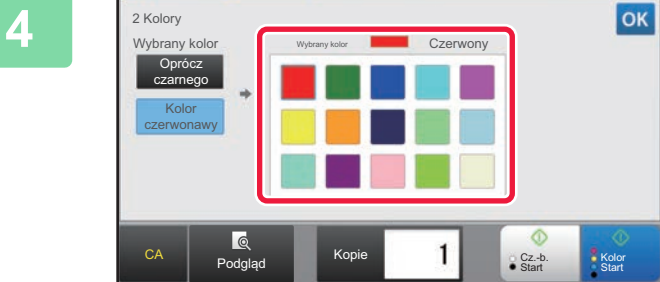 4
2 Kolory
OK
Wybrany kolor
Oprócz
czarnego
Kolor
czerwonawy
Wybrany kolor
Czerwony
CA
Podgląd
Kopie
1
Cz.-b.
Start
Kolor
Start